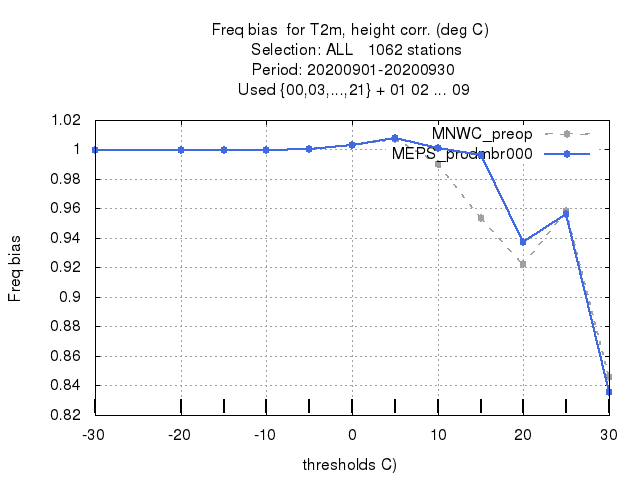 Freq bias  for T2m, height corr. (deg C)
Selection: ALL   1062 stations
Period: 20200901-20200930
Used {00,03,...,21} + 01 02 ... 09
MNWC_preop
MEPS_prodmbr000
1.02
1
0.98
0.96
0.94
0.92
0.9
0.88
0.86
0.84
0.82
Freq bias
-30
-20
-10
0
10
20
30
thresholds C)